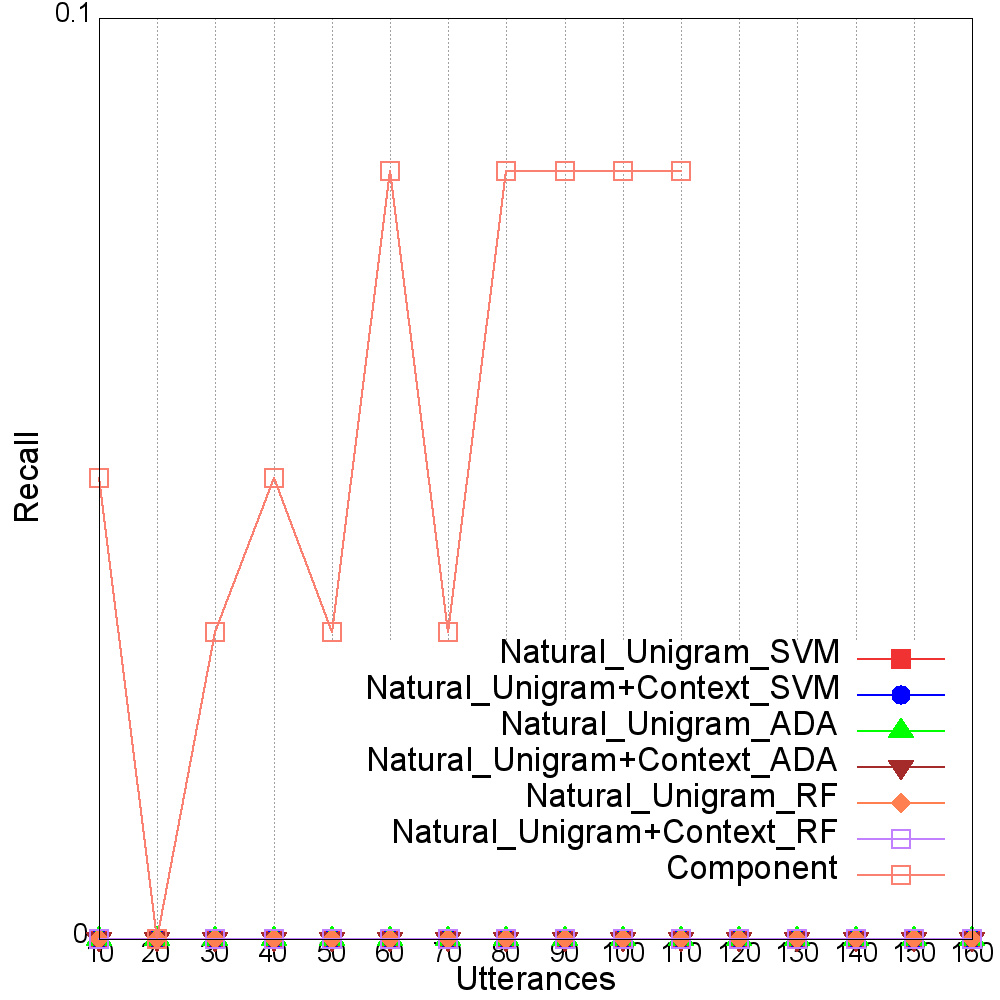 0.1
Recall
Natural_Unigram_SVM
Natural_Unigram+Context_SVM
Natural_Unigram_ADA
Natural_Unigram+Context_ADA
Natural_Unigram_RF
Natural_Unigram+Context_RF
Component
0
10 20 30 40 50 60 70 80 90 100 110 120 130 140 150 160
Utterances